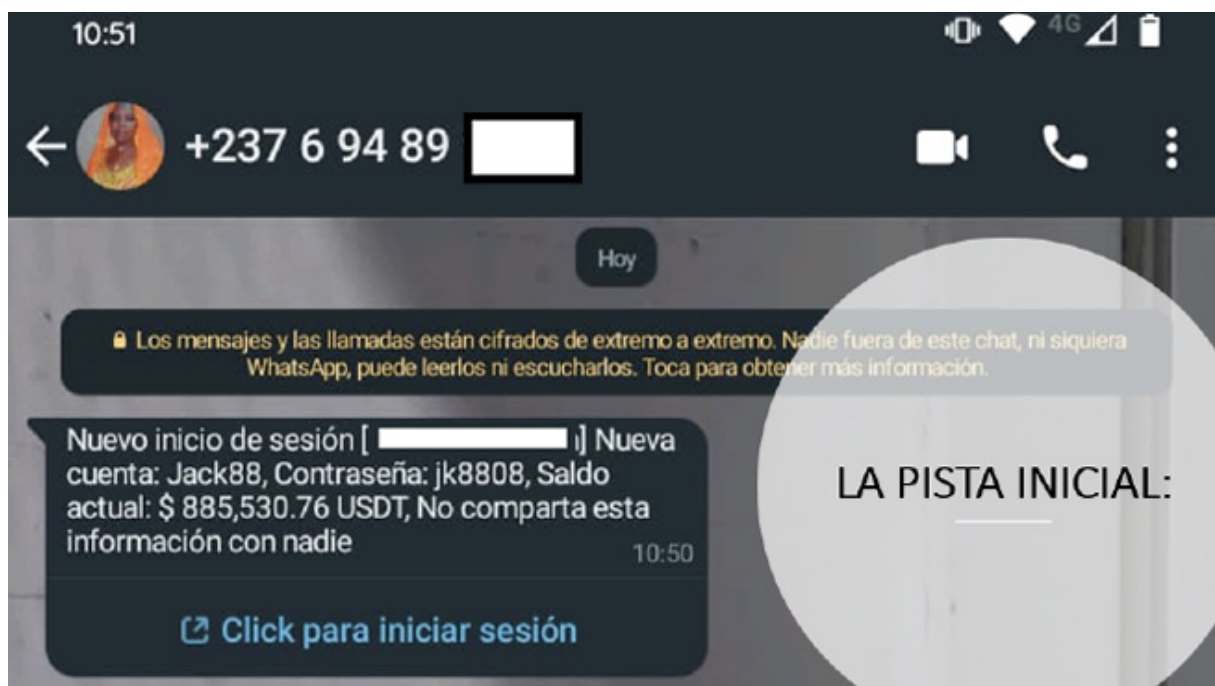 10:51
4G
+237 6 94 89
Hoy
Los mensajes y las llamadas están cifrados de extremo a extremo. Nadie fuera de este chat, ni siquiera
WhatsApp, puede leerlos ni escucharlos. Toca para obtener más información.
Nuevo inicio de sesión [ ] Nueva
cuenta: Jack88, Contraseña: jk8808, Saldo
actual: $ 885,530.76 USDT, No comparta esta
información con nadie
10:50
Click para iniciar sesión
LA PISTA INICIAL: